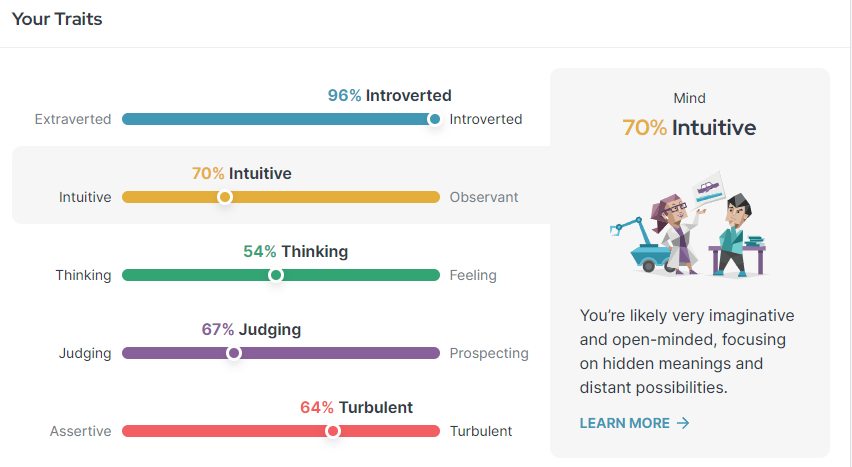 Your Traits
96% Introverted
Extraverted
Introverted
70% Intuitive
Intuitive
Observant
54% Thinking
Thinking
Feeling
67% Judging
Judging
Prospecting
64% Turbulent
Assertive
Turbulent
Mind
70% Intuitive
You’re likely very imaginative
and open-minded, focusing
on hidden meanings and
distant possibilities.
LEARN MORE →